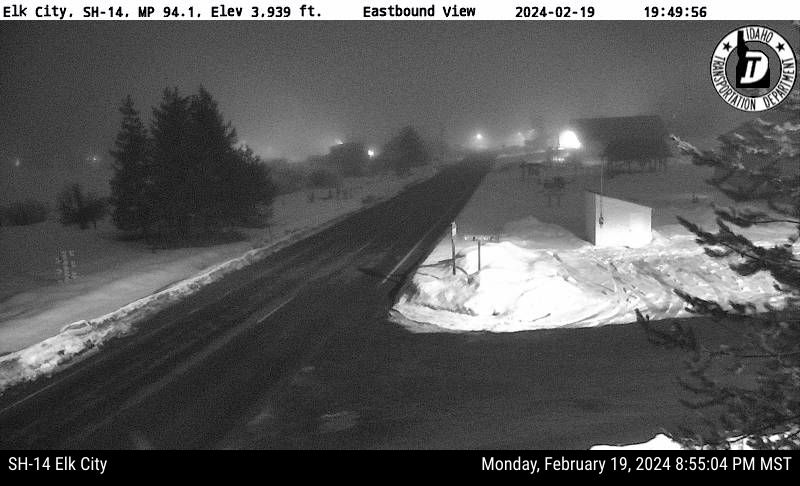 Elk City, SH-14, MP 94.1, Elev 3,939 ft. Eastbound View 2024-02-19 19:49:56
IDAHO
TRANSPORTATION DEPARTMENT
SH-14 Elk City Monday, February 19, 2024 8:55:04 PM MST